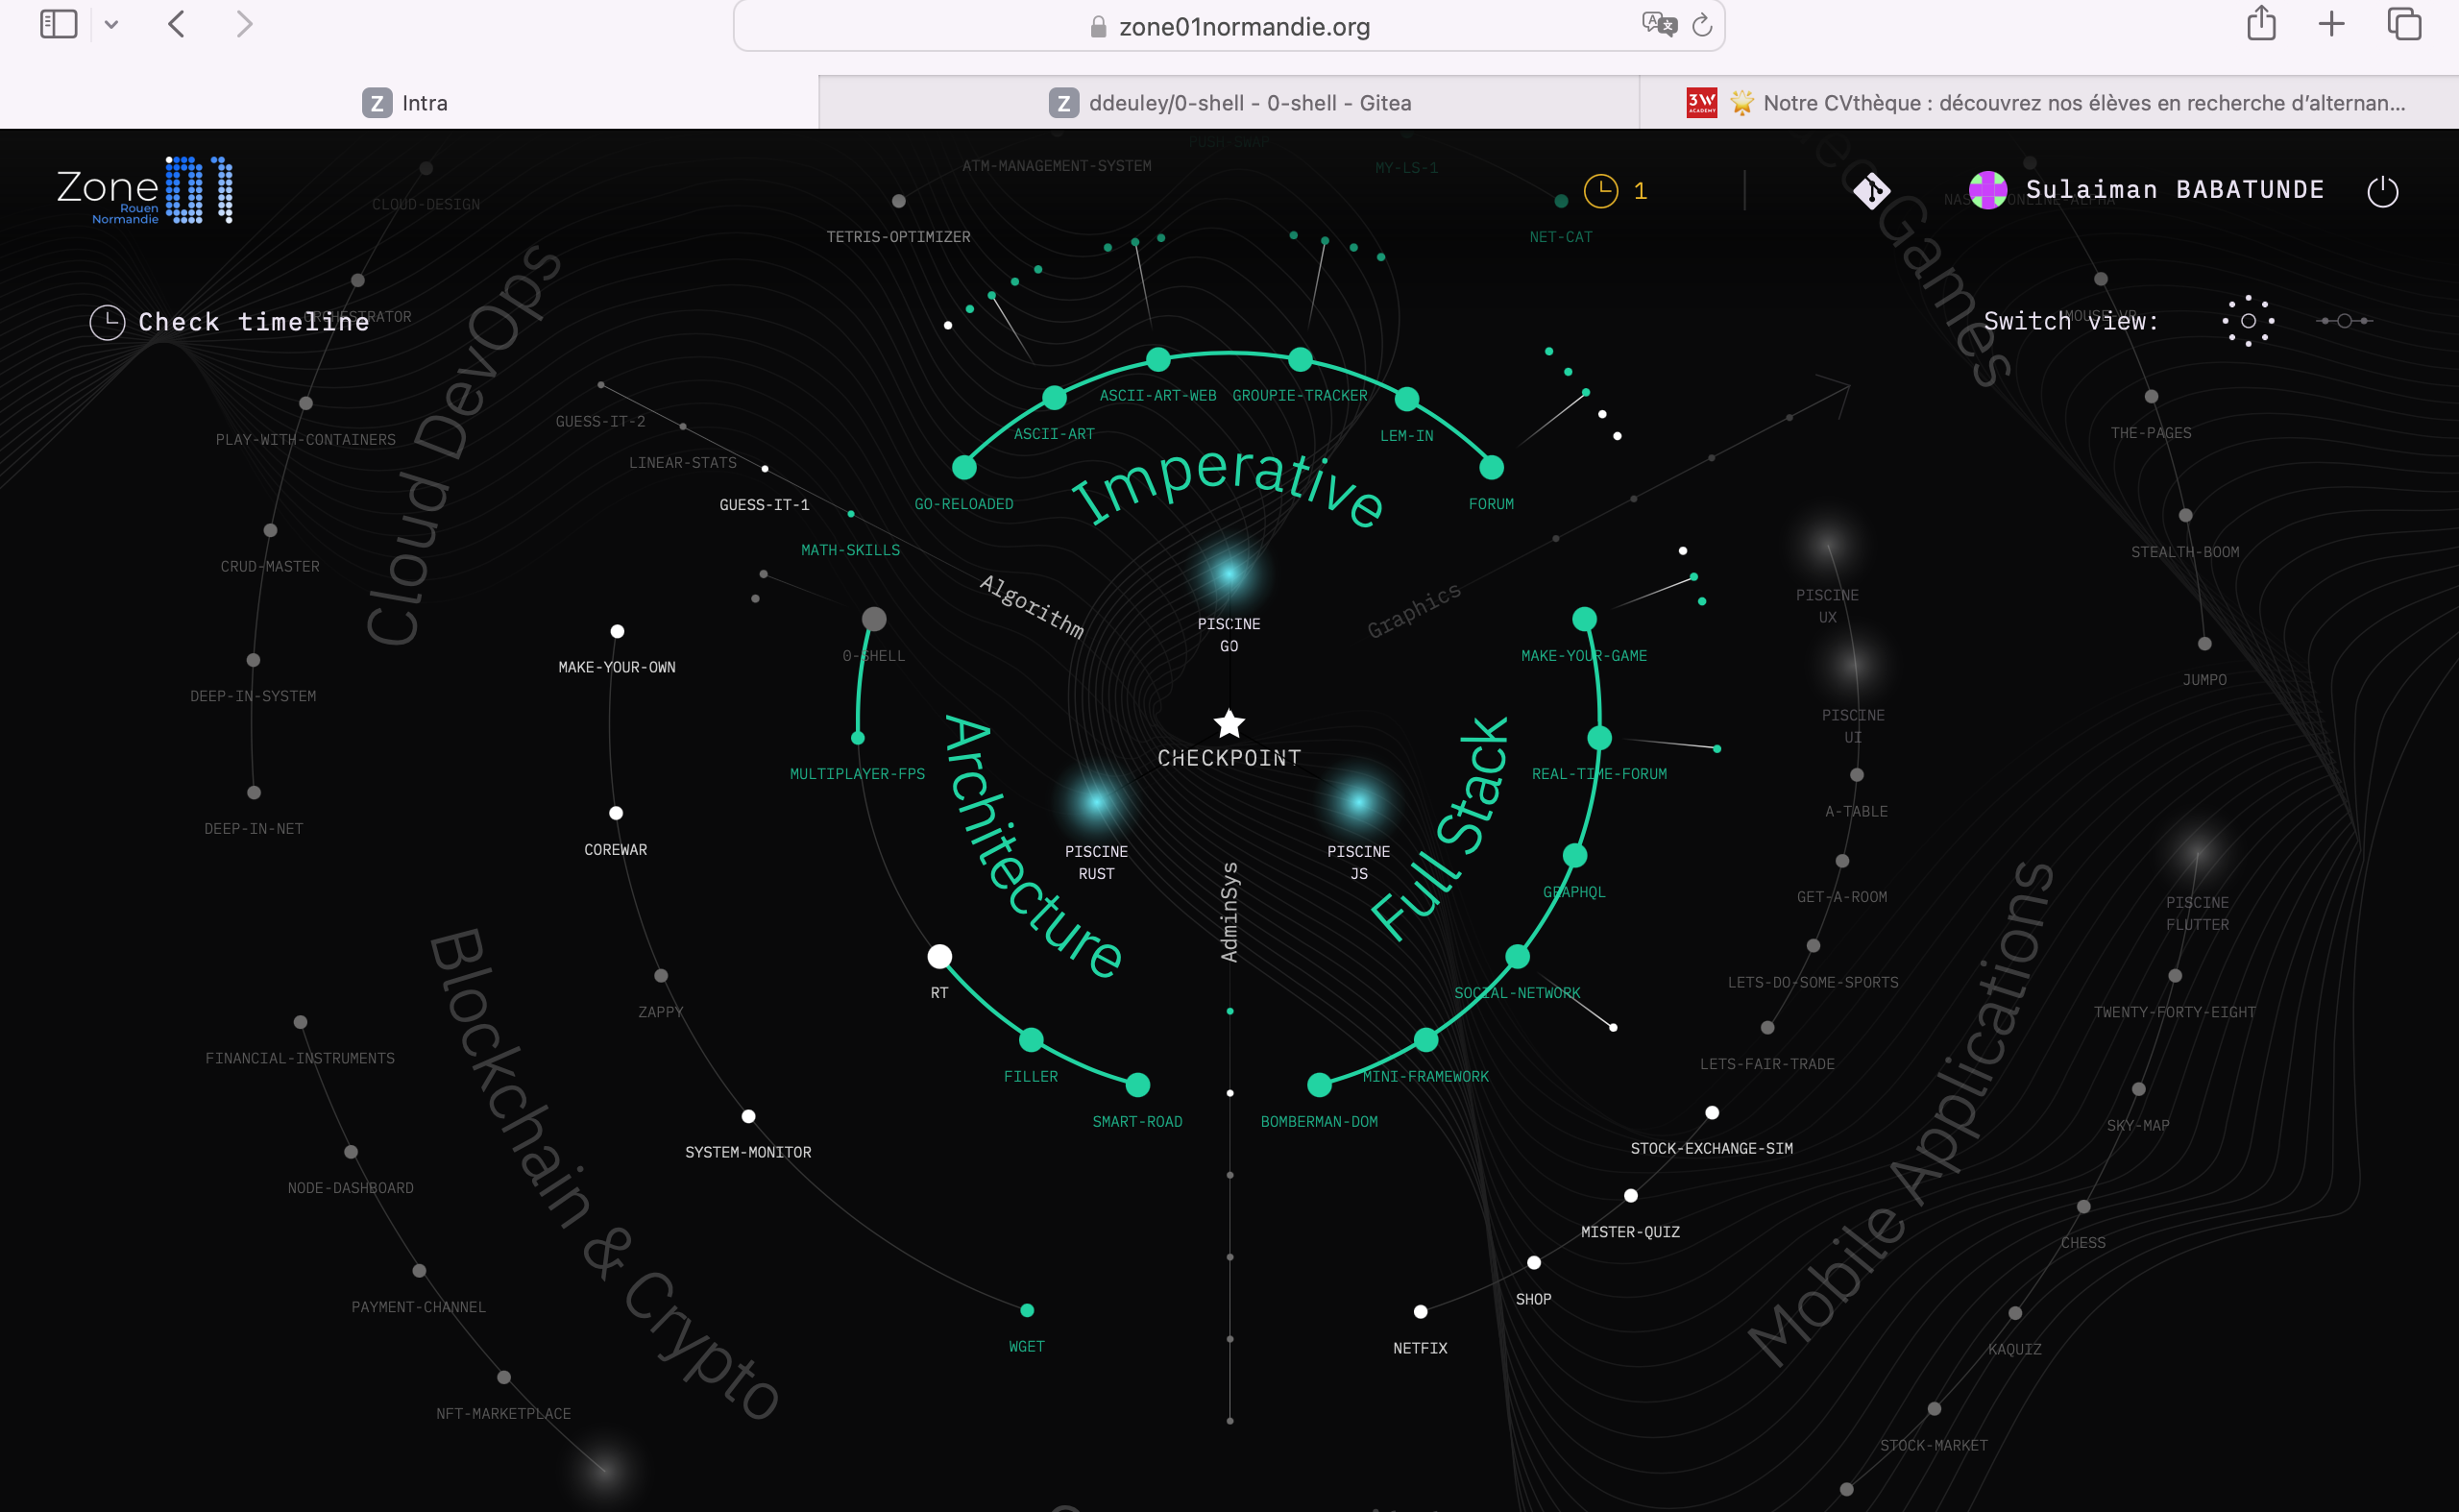 zone01normandie.org
Z Intra
Z ddeuley/0-shell - 0-shell - Gitea
3W ACADEMY Notre CVthèque : découvrez nos élèves en recherche d'alternan...
PUSH-SWAP
ATM-MANAGEMENT-SYSTEM
MY-LS-1
Zone 01
Rouen
Normandie
CLOUD-DESIGN
1
Sulaiman BABATUNDE
TETRIS-OPTIMIZER
NET-CAT
Check timeline
ORCHESTRATOR
Switch view:
MOUSE-VR
Cloud DevOps
PLAY-WITH-CONTAINERS
CRUD-MASTER
DEEP-IN-SYSTEM
DEEP-IN-NET
GUESS-IT-2
LINEAR-STATS
GUESS-IT-1
MATH-SKILLS
Algorithm
ASCII-ART-WEB
GROUPIE-TRACKER
ASCII-ART
LEM-IN
GO-RELOADED
FORUM
Imperative
Graphics
PISCINE
GO
CHECKPOINT
PISCINE
RUST
PISCINE
JS
AdminSys
Architecture
Full Stack
0-SHELL
MULTIPLAYER-FPS
RT
FILLER
SMART-ROAD
MAKE-YOUR-GAME
REAL-TIME-FORUM
GRAPHQL
SOCIAL-NETWORK
MINI-FRAMEWORK
BOMBERMAN-DOM
MAKE-YOUR-OWN
COREWAR
ZAPPY
SYSTEM-MONITOR
WGET
PISCINE
UX
PISCINE
UI
A-TABLE
GET-A-ROOM
LETS-DO-SOME-SPORTS
LETS-FAIR-TRADE
STOCK-EXCHANGE-SIM
MISTER-QUIZ
SHOP
NETFIX
Games
THE-PAGES
STEALTH-BOOM
JUMPO
Blockchain & Crypto
FINANCIAL-INSTRUMENTS
NODE-DASHBOARD
PAYMENT-CHANNEL
NFT-MARKETPLACE
Mobile Applications
PISCINE
FLUTTER
TWENTY-FORTY-EIGHT
SKY-MAP
CHESS
KAQUIZ
STOCK-MARKET